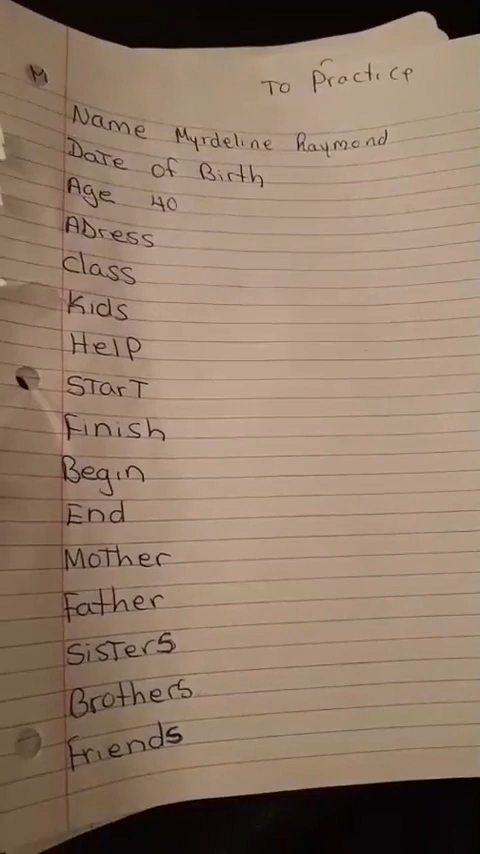 M
To Practice
Name Myrdeline Raymond
Date of Birth
Age 40
ADress
Class
Kids
Help
STarT
Finish
Begin
End
MoTher
Father
SisTers
Brothers
Friends